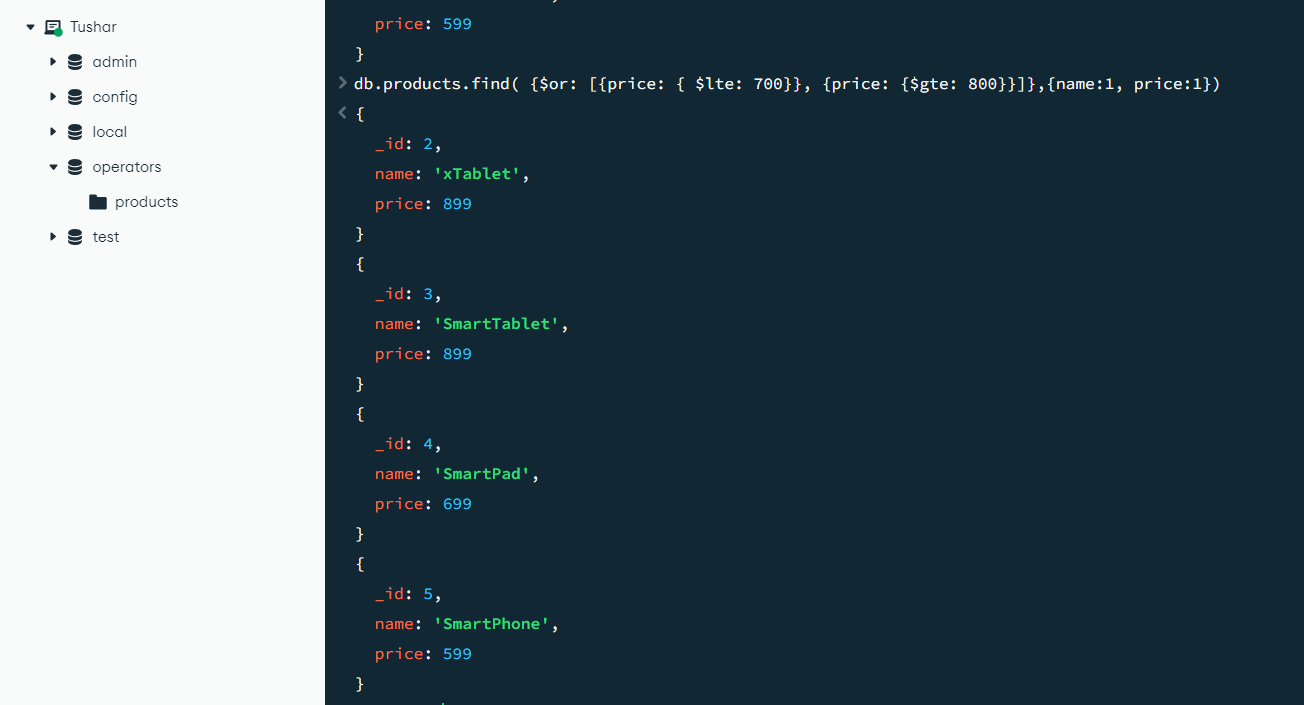 Tushar
admin
config
local
operators
products
test
price: 599
}
db.products.find( {$or: [{price: { $lte: 700}}, {price: {$gte: 800}}]},{name:1, price:1})
{
_id: 2,
name: 'xTablet',
price: 899
}
{
_id: 3,
name: 'SmartTablet',
price: 899
}
{
_id: 4,
name: 'SmartPad',
price: 699
}
{
_id: 5,
name: 'SmartPhone',
price: 599
}